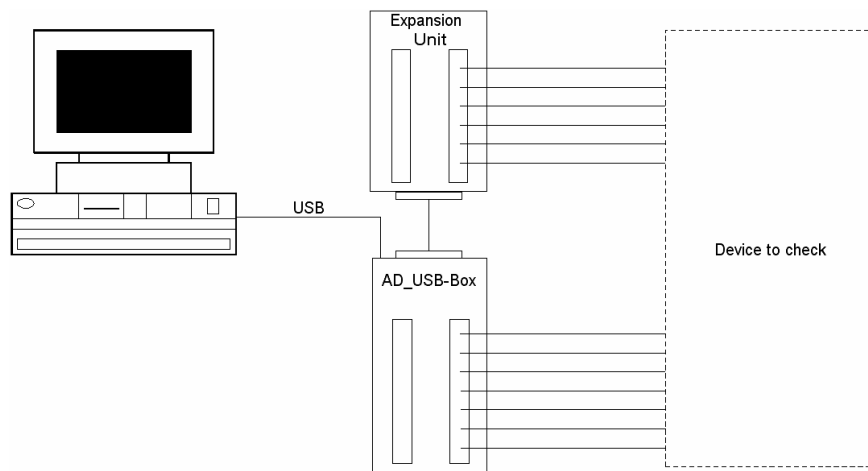 Expansion
Unit
USB
AD_USB-Box
Device to check